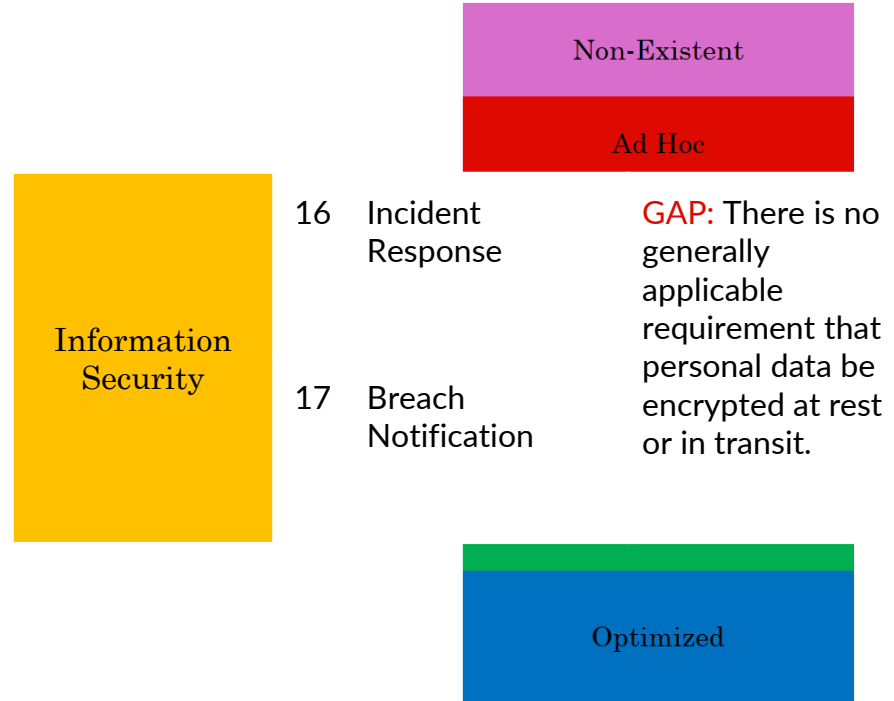 Non-Existent
Ad Hoc
Information
Security
16 Incident
Response
17 Breach
Notification
GAP: There is no
generally
applicable
requirement that
personal data be
encrypted at rest
or in transit.
Optimized